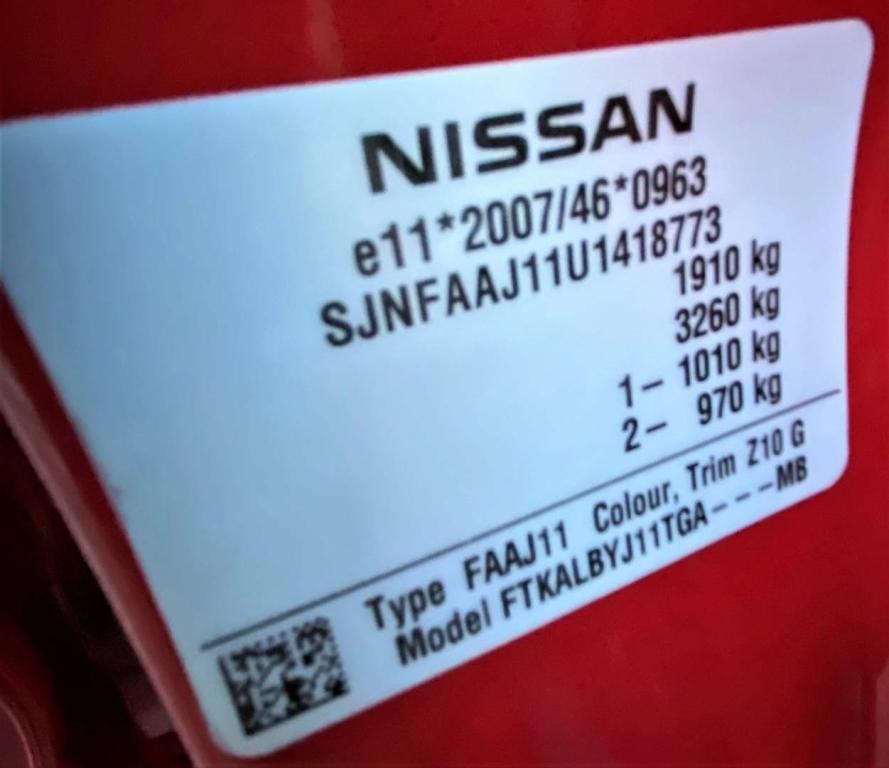 NISSAN
e11*2007/46*0963
SJNFAAJ11U1418773
1910 kg
3260 kg
1– 1010 kg
2– 970 kg
Type FAAJ11 Colour, Trim Z10 G
Model FTKALBYJ11TGA---MB